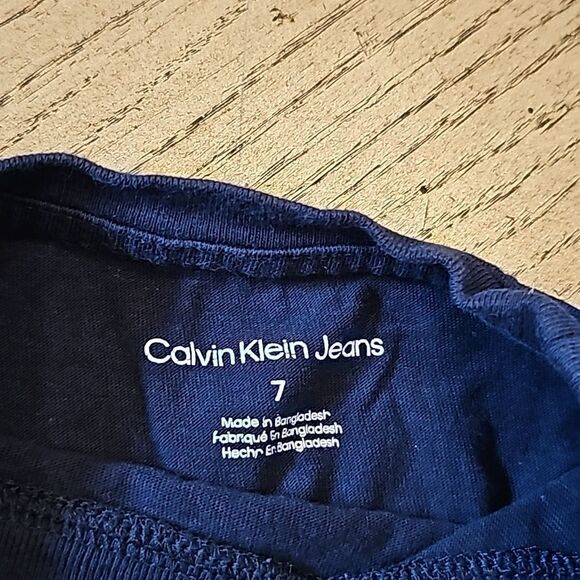 Calvin Klein Jeans
7
Made in Bangladesh
Fabriqué En Bangladesh
Hecho En Bangladesh